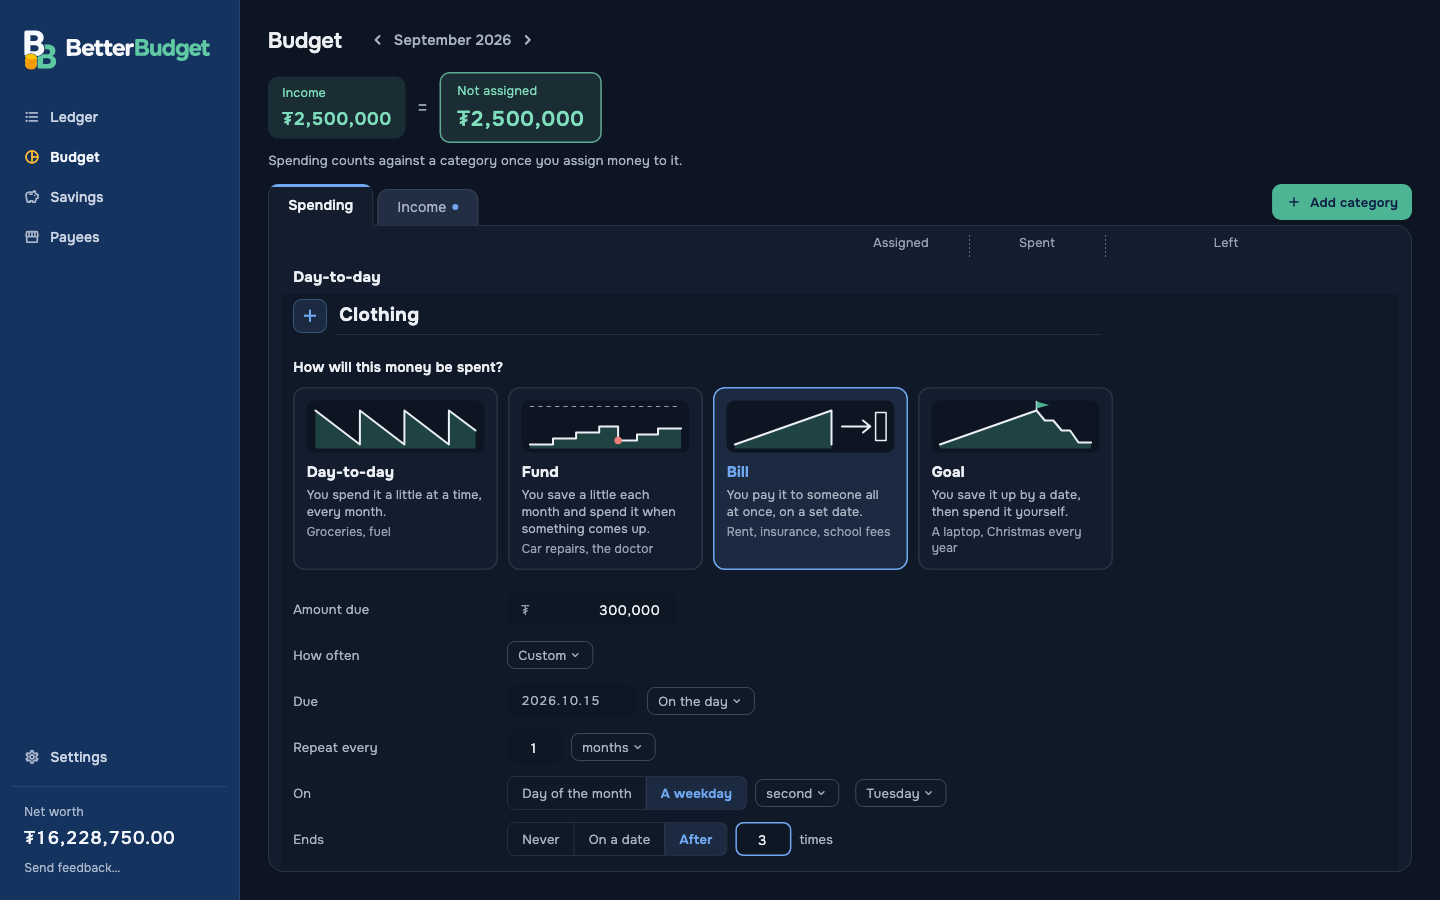 BB BetterBudget
Ledger
Budget
Savings
Payees
Settings
Net worth
₮16,228,750.00
Send feedback...
Budget
September 2026
Income
₮2,500,000
=
Not assigned
₮2,500,000
Spending counts against a category once you assign money to it.
Spending
Income
+ Add category
Assigned
Spent
Left
Day-to-day
+ Clothing
How will this money be spent?
Day-to-day
You spend it a little at a time,
every month.
Groceries, fuel
Fund
You save a little each
month and spend it when
something comes up.
Car repairs, the doctor
Bill
You pay it to someone all
at once, on a set date.
Rent, insurance, school fees
Goal
You save it up by a date,
then spend it yourself.
A laptop, Christmas every
year
Amount due
₮ 300,000
How often
Custom
Due
2026.10.15
On the day
Repeat every
1
months
On
Day of the month
A weekday
second
Tuesday
Ends
Never
On a date
After
3
times